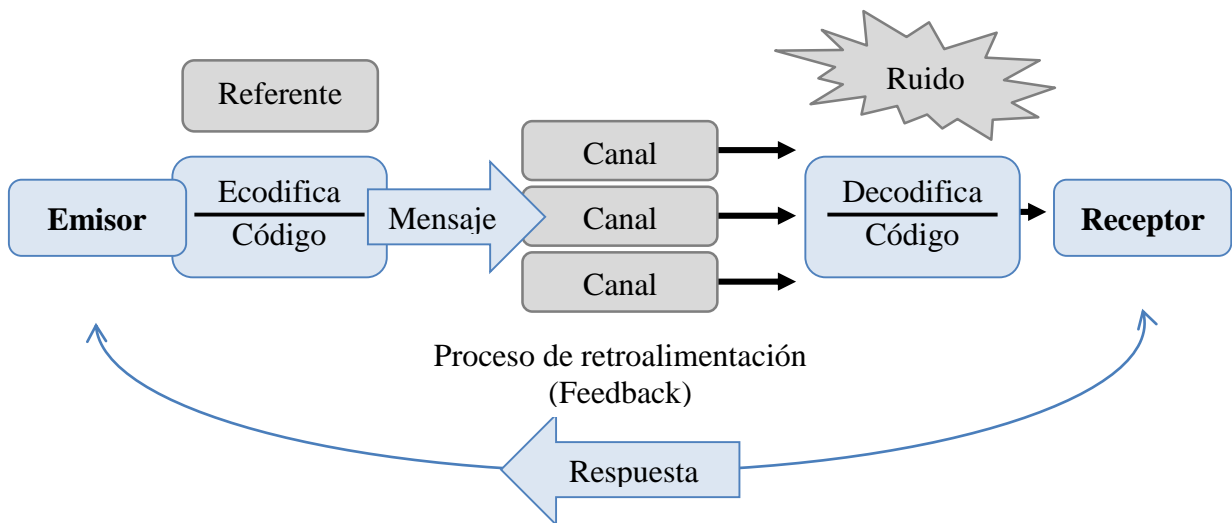 Referente
Ruido
Emisor
Ecodifica
Código
Mensaje
Canal
Canal
Canal
Decodifica
Código
Receptor
Proceso de retroalimentación
(Feedback)
Respuesta